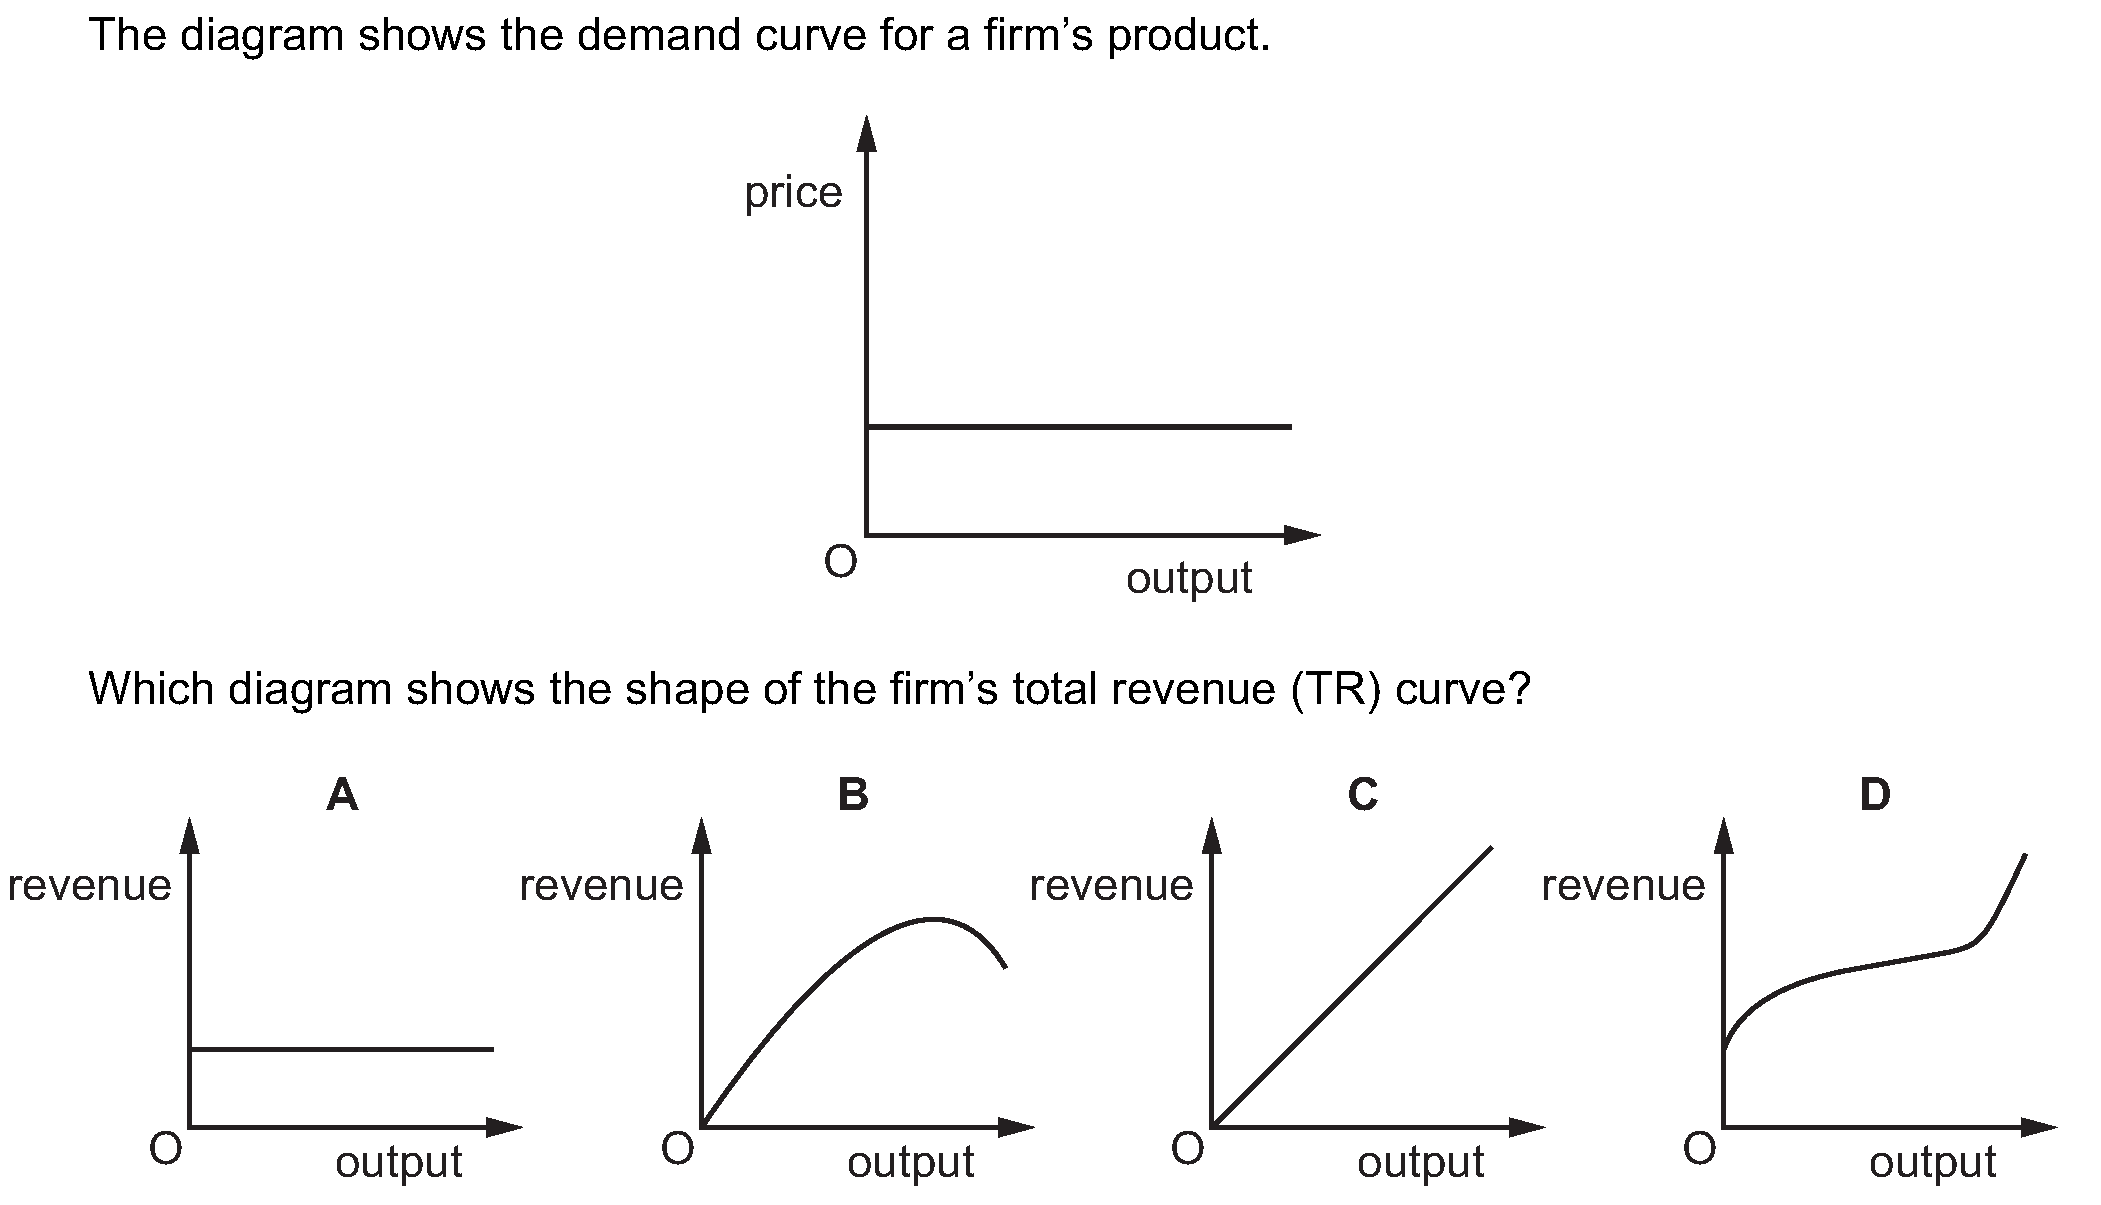 The diagram shows the demand curve for a firm’s product.
price
O
output
Which diagram shows the shape of the firm’s total revenue (TR) curve?
A B C D
revenue revenue revenue revenue
O O O O
output output output output